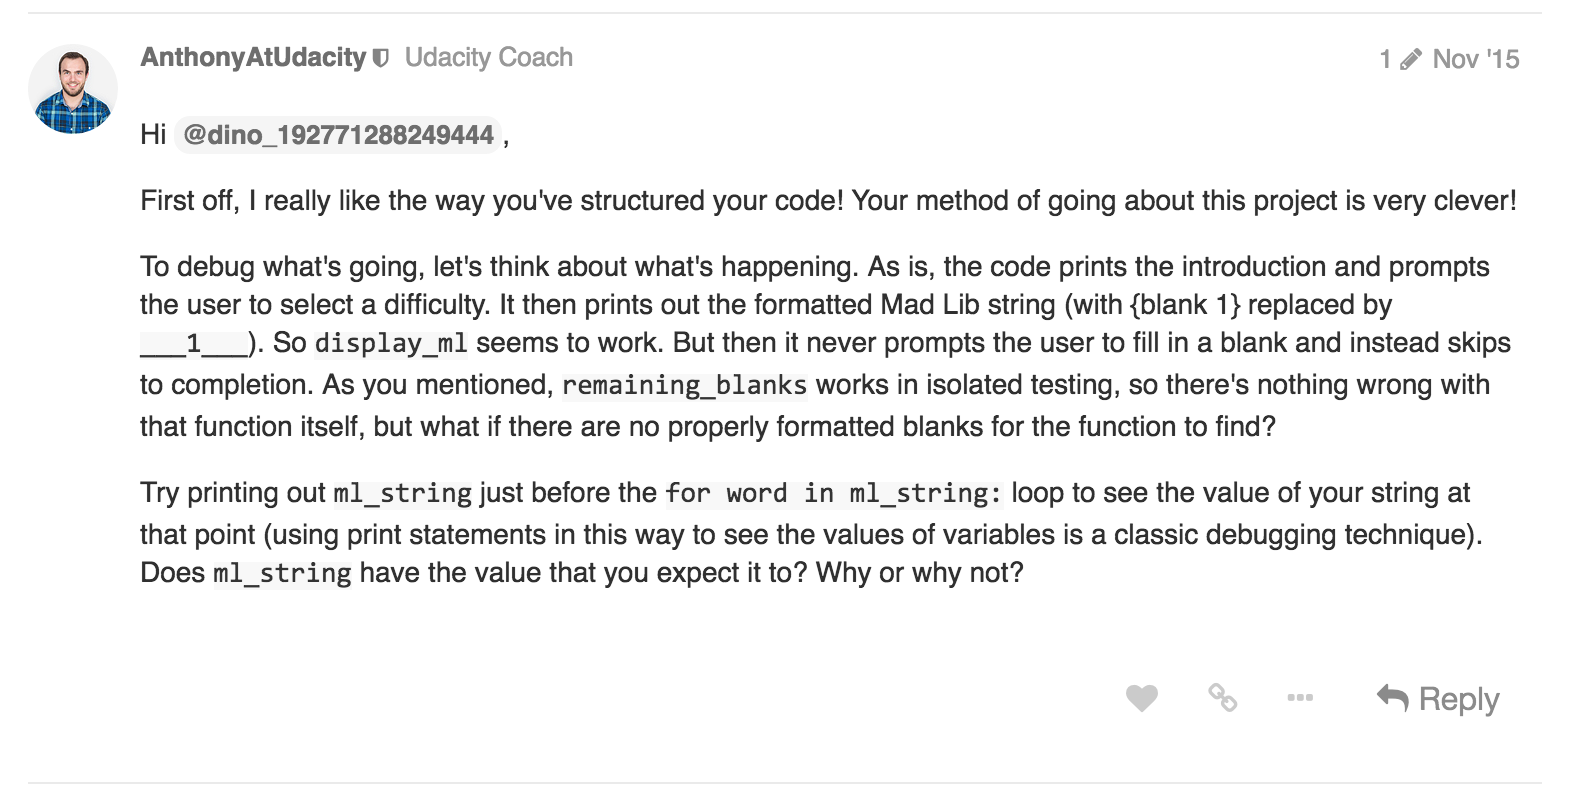 AnthonyAtUdacity Udacity Coach 1 Nov '15
Hi @dino_192771288249444 ,
First off, I really like the way you've structured your code! Your method of going about this project is very clever!
To debug what's going, let's think about what's happening. As is, the code prints the introduction and prompts
the user to select a difficulty. It then prints out the formatted Mad Lib string (with {blank 1} replaced by
___1___). So display_ml seems to work. But then it never prompts the user to fill in a blank and instead skips
to completion. As you mentioned, remaining_blanks works in isolated testing, so there's nothing wrong with
that function itself, but what if there are no properly formatted blanks for the function to find?
Try printing out ml_string just before the for word in ml_string: loop to see the value of your string at
that point (using print statements in this way to see the values of variables is a classic debugging technique).
Does ml_string have the value that you expect it to? Why or why not?
Reply